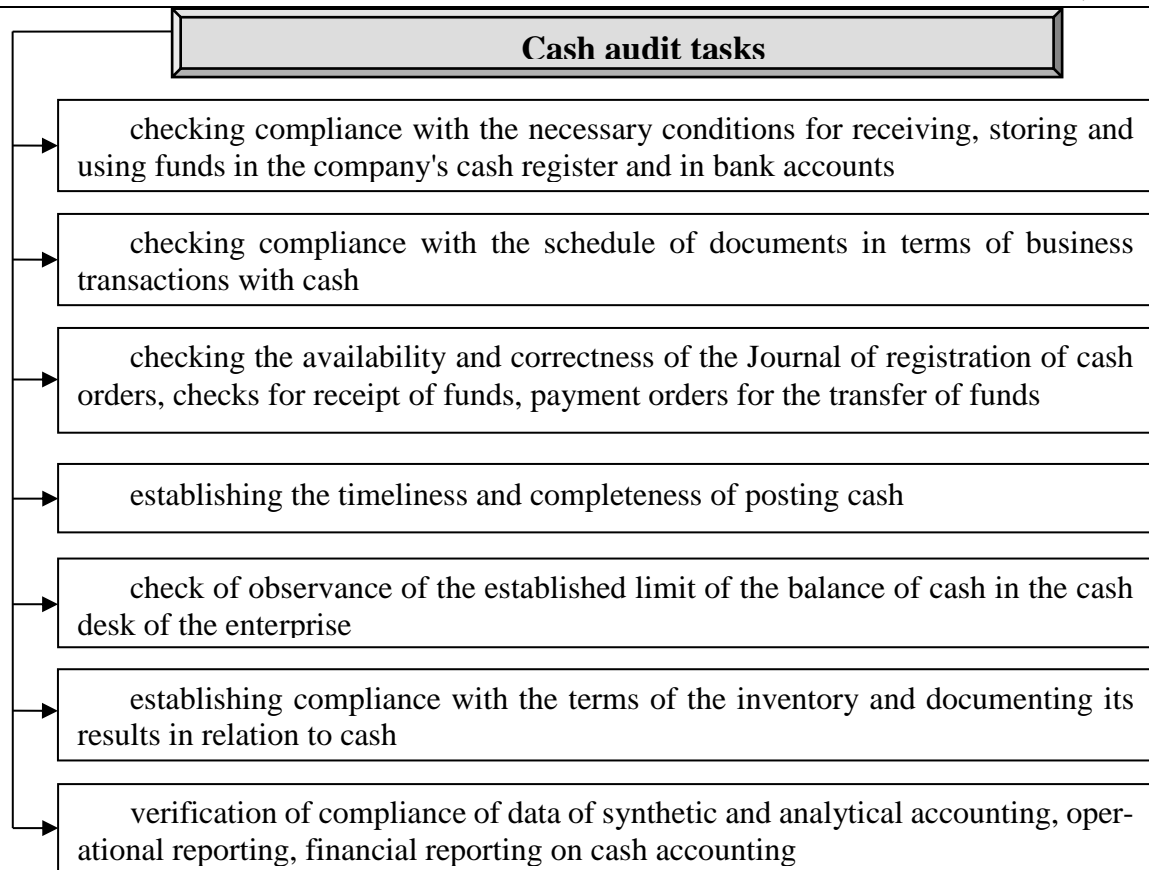 Cash audit tasks
checking compliance with the necessary conditions for receiving, storing and
using funds in the company's cash register and in bank accounts
checking compliance with the schedule of documents in terms of business
transactions with cash
checking the availability and correctness of the Journal of registration of cash
orders, checks for receipt of funds, payment orders for the transfer of funds
establishing the timeliness and completeness of posting cash
check of observance of the established limit of the balance of cash in the cash
desk of the enterprise
establishing compliance with the terms of the inventory and documenting its
results in relation to cash
verification of compliance of data of synthetic and analytical accounting, oper-
ational reporting, financial reporting on cash accounting